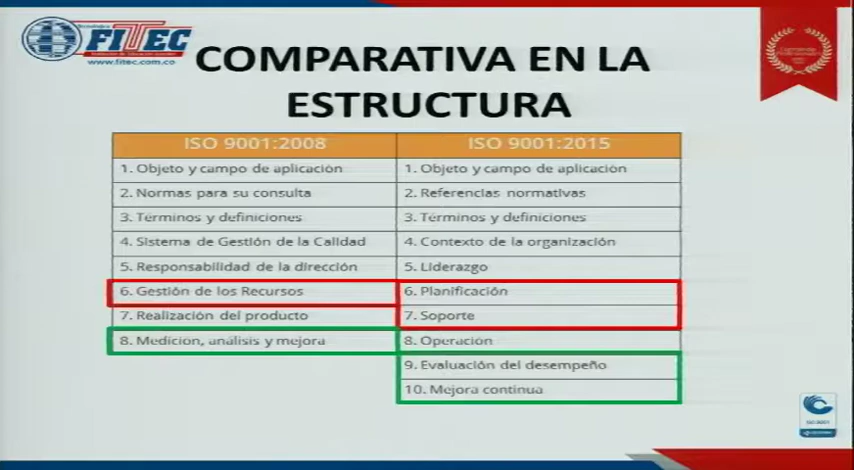 FITEC
www.fitec.com.co
COMPARATIVA EN LA
ESTRUCTURA
ISO 9001:2008 ISO 9001:2015
1. Objeto y campo de aplicación 1. Objeto y campo de aplicación
2. Normas para su consulta 2. Referencias normativas
3. Términos y definiciones 3. Términos y definiciones
4. Sistema de Gestión de la Calidad 4. Contexto de la organización
5. Responsabilidad de la dirección 5. Liderazgo
6. Gestión de los Recursos 6. Planificación
7. Realización del producto 7. Soporte
8. Medición, análisis y mejora 8. Operación
9. Evaluación del desempeño
10. Mejora continua
ISO 9001